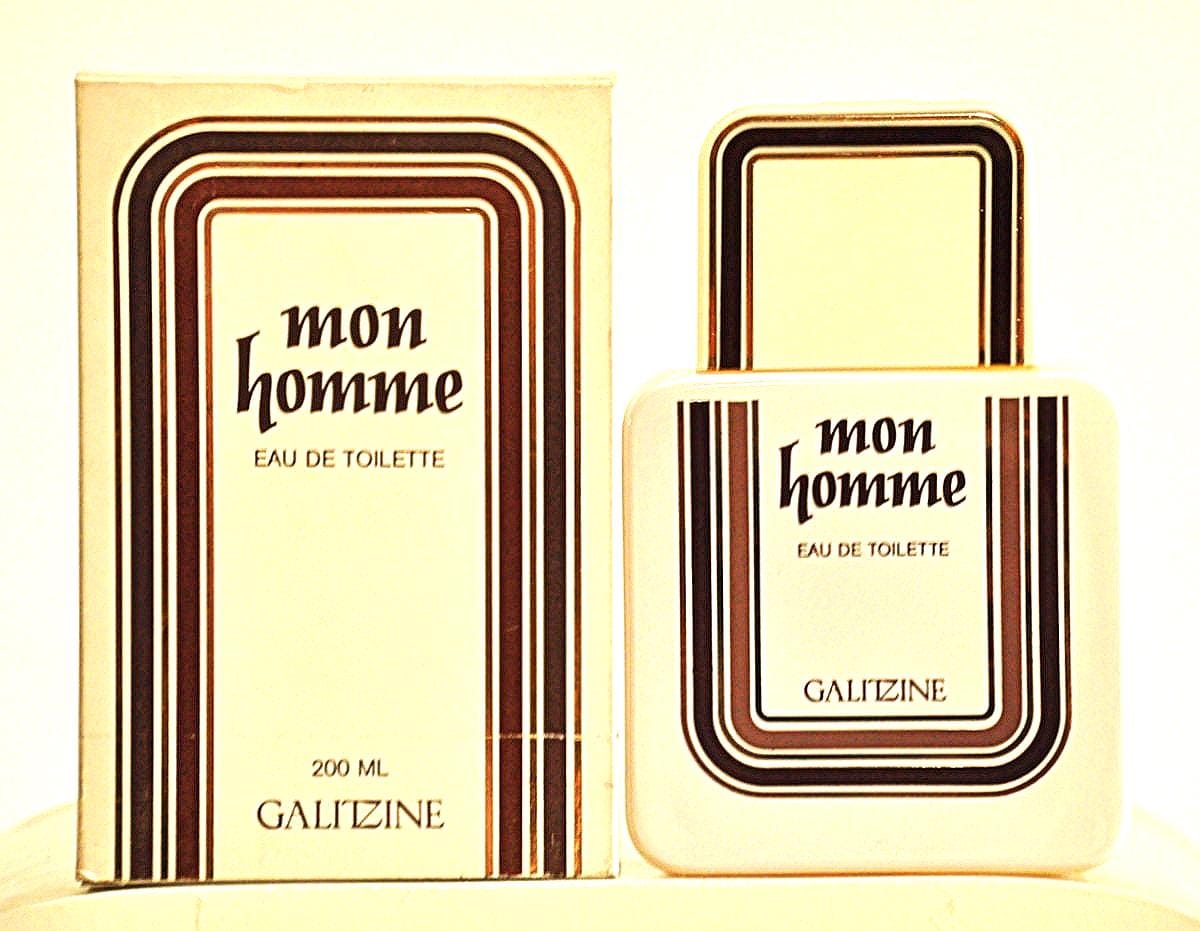 mon
homme
EAU DE TOILETTE
200 ML
GALITZINE
mon
homme
EAU DE TOILETTE
GALITZINE